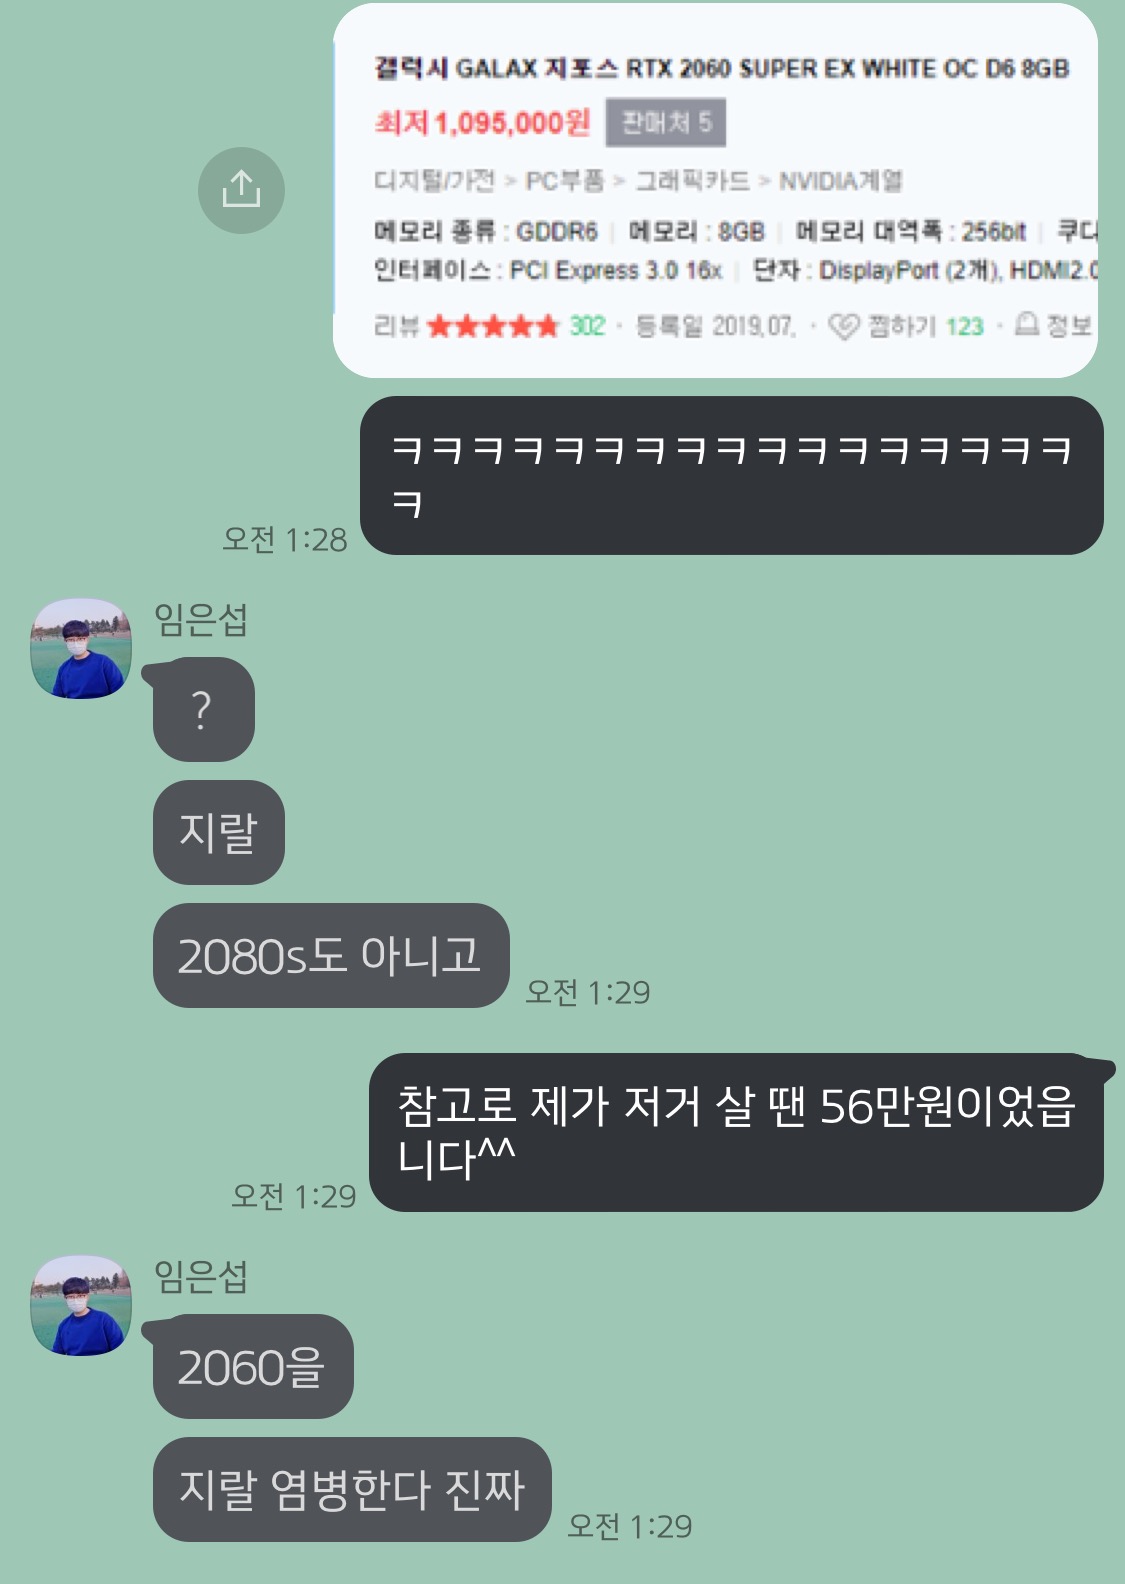 갤럭시 GALAX 지포스 RTX 2060 SUPER EX WHITE OC D6 8GB
최저 1,095,000원 판매처 5
디지털/가전 > PC부품 > 그래픽카드 > NVIDIA계열
메모리 종류 : GDDR6 | 메모리 : 8GB | 메모리 대역폭 : 256bit | 쿠다
인터페이스 : PCI Express 3.0 16x | 단자 : DisplayPort (2개), HDMI2.0
리뷰 ★★★★★ 302 · 등록일 2019.07. · 찜하기 123 · 정보
ㅋㅋㅋㅋㅋㅋㅋㅋㅋㅋㅋㅋㅋㅋㅋㅋㅋ
ㅋ
오전 1:28
임은섭
?
지랄
2080s도 아니고
오전 1:29
참고로 제가 저거 살 땐 56만원이었읍
니다^^
오전 1:29
임은섭
2060을
지랄 염병한다 진짜
오전 1:29